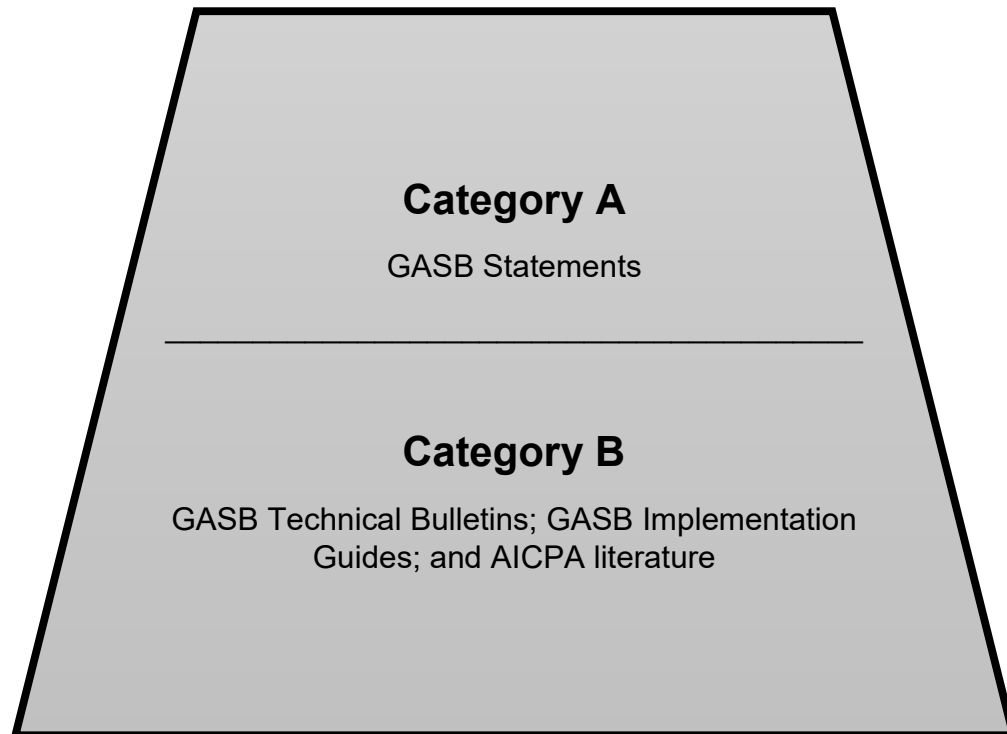 Category A
GASB Statements
Category B
GASB Technical Bulletins; GASB Implementation
Guides; and AICPA literature